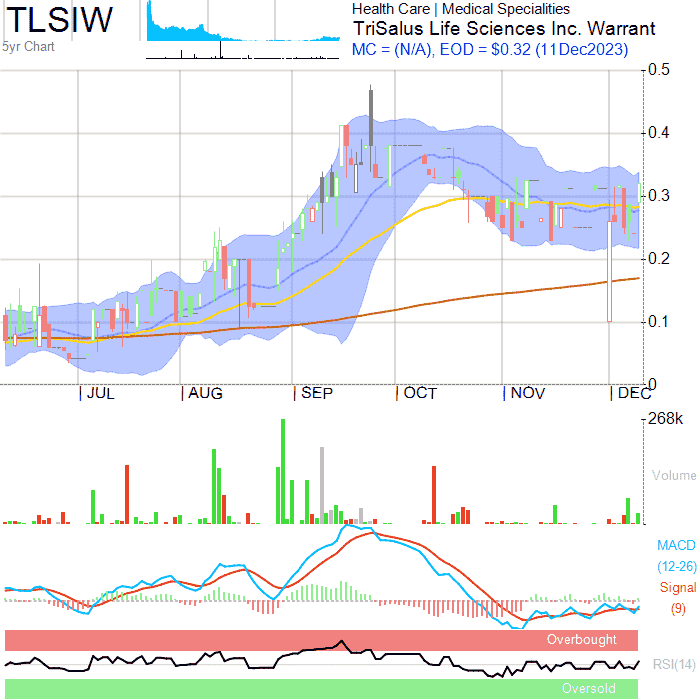 TLSIW
5yr Chart
Health Care | Medical Specialities
TriSalus Life Sciences Inc. Warrant
MC = (N/A), EOD = $0.32 (11Dec2023)
0.5
0.4
0.3
0.2
0.1
0
JUL AUG SEP OCT NOV DEC
268k
Volume
MACD
(12-26)
Signal
(9)
Overbought
RSI(14)
Oversold